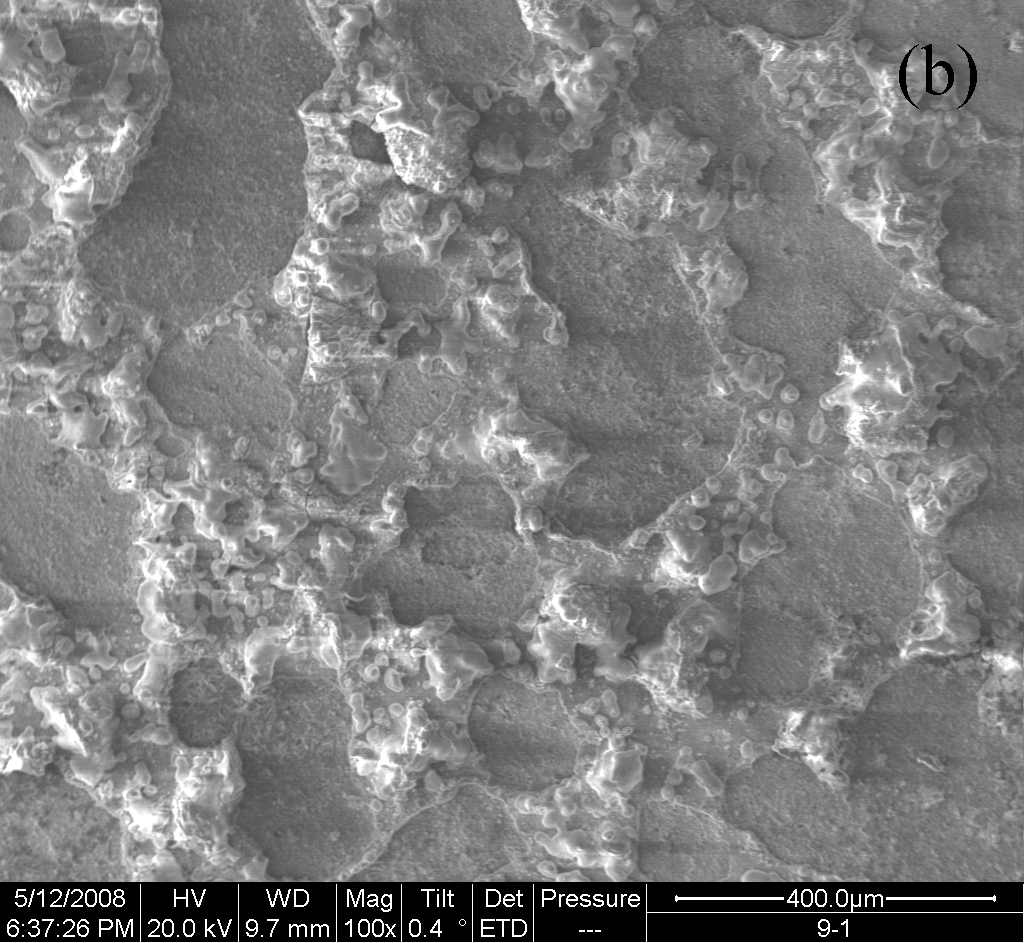 (b)
5/12/2008 HV WD Mag Tilt Det Pressure 400.0µm
6:37:26 PM 20.0 kV 9.7 mm 100x 0.4 ° ETD --- 9-1